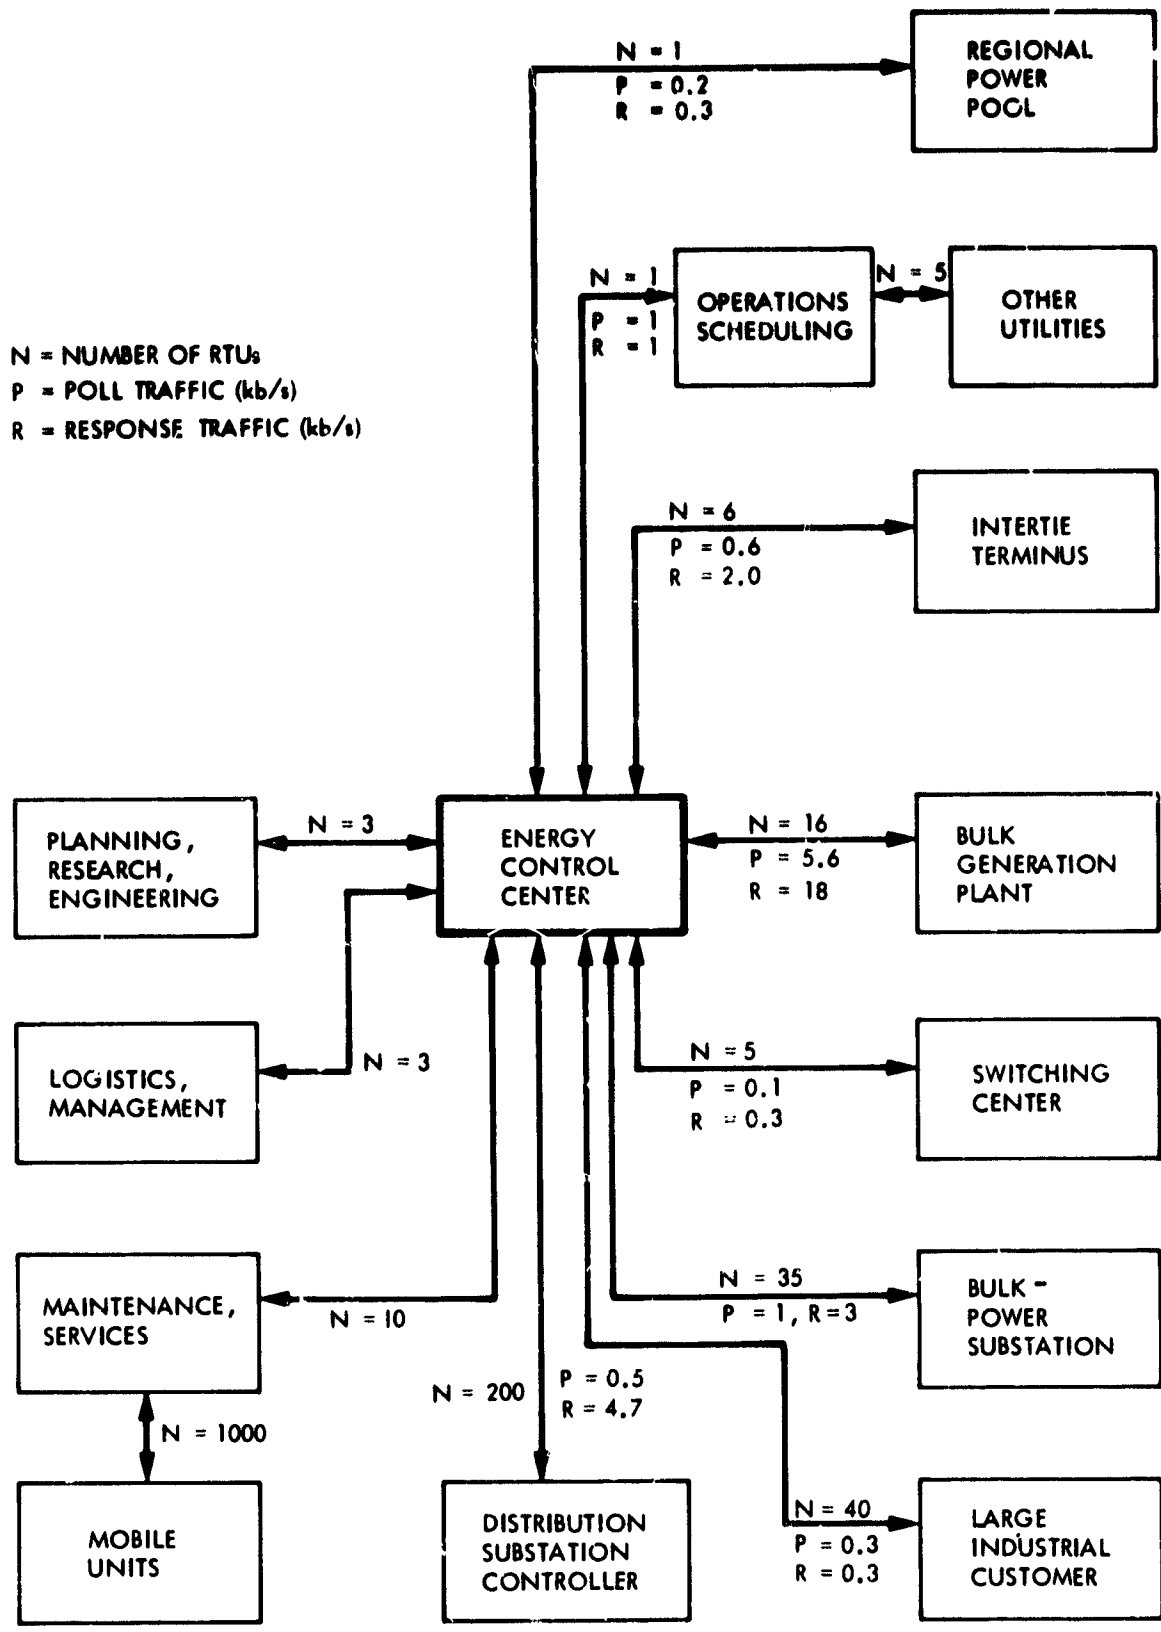 N = 1
P = 0.2
R = 0.3
REGIONAL
POWER
POOL
N = 1
P = 1
R = 1
OPERATIONS
SCHEDULING
N = 5
OTHER
UTILITIES
N = NUMBER OF RTUs
P = POLL TRAFFIC (kb/s)
R = RESPONSE TRAFFIC (kb/s)
N = 6
P = 0.6
R = 2.0
INTERTIE
TERMINUS
PLANNING,
RESEARCH,
ENGINEERING
N = 3
ENERGY
CONTROL
CENTER
N = 16
P = 5.6
R = 18
BULK
GENERATION
PLANT
LOGISTICS,
MANAGEMENT
N = 3
N = 5
P = 0.1
R = 0.3
SWITCHING
CENTER
MAINTENANCE,
SERVICES
N = 10
N = 35
P = 1, R = 3
BULK -
POWER
SUBSTATION
N = 1000
N = 200
P = 0.5
R = 4.7
MOBILE
UNITS
DISTRIBUTION
SUBSTATION
CONTROLLER
N = 40
P = 0.3
R = 0.3
LARGE
INDUSTRIAL
CUSTOMER